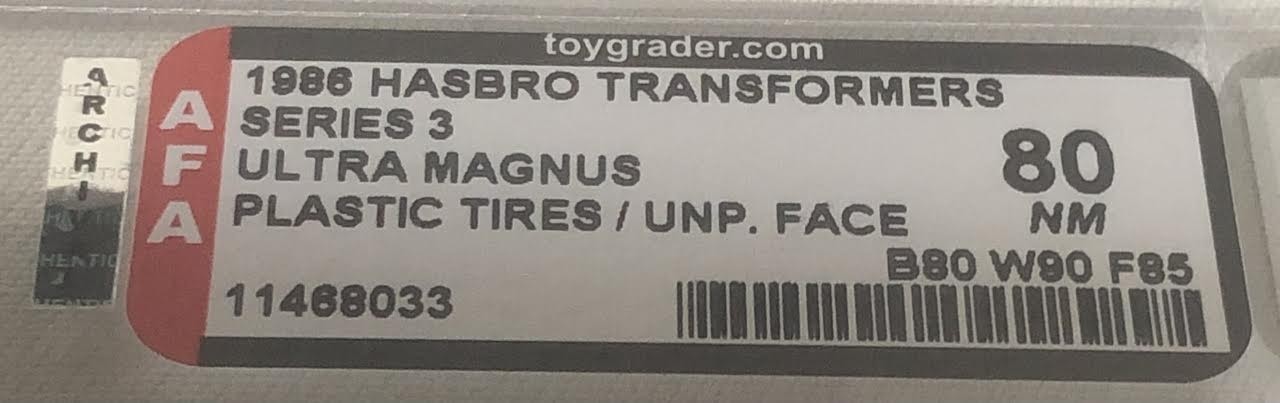 toygrader.com
ARCHI
AFA
1986 HASBRO TRANSFORMERS
SERIES 3
ULTRA MAGNUS
PLASTIC TIRES / UNP. FACE
80
NM
B80 W90 F85
11468033